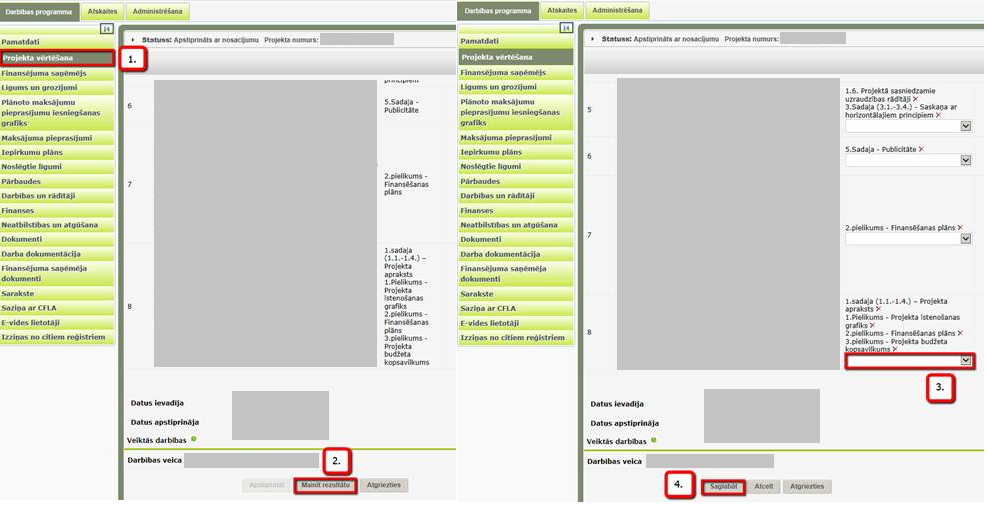 Darbības programma Atskaites Administrēšana
Pamatdati
Projekta vērtēšana
Finansējuma saņēmējs
Līgums un grozījumi
Plānoto maksājumu
pieprasījumu iesniegšanas
grafiks
Maksājuma pieprasījumi
Iepirkumu plāns
Noslēgtie līgumi
Pārbaudes
Darbības un rādītāji
Finanses
Neatbilstības un atgūšana
Dokumenti
Darba dokumentācija
Finansējuma saņēmēja
dokumenti
Sarakste
Saziņa ar CFLA
E-vides lietotāji
Izziņas no citiem reģistriem
1.
Statuss: Apstiprināts ar nosacījumu Projekta numurs:
principiem
6
5.Sadaļa -
Publicitāte
7
2.pielikums -
Finansēšanas
plāns
8
1.sadaļa
(1.1.-1.4.) –
Projekta
apraksts
1.Pielikums -
Projekta
īstenošanas
grafiks
2.pielikums -
Finansēšanas
plāns
3.pielikums -
Projekta
budžeta
kopsavilkums
Datus ievadīja
Datus apstiprināja
Veiktās darbības
Darbības veica
2.
Apstiprināt Mainīt rezultātu Atgriezties
Darbības programma Atskaites Administrēšana
Pamatdati
Projekta vērtēšana
Finansējuma saņēmējs
Līgums un grozījumi
Plānoto maksājumu
pieprasījumu iesniegšanas
grafiks
Maksājuma pieprasījumi
Iepirkumu plāns
Noslēgtie līgumi
Pārbaudes
Darbības un rādītāji
Finanses
Neatbilstības un atgūšana
Dokumenti
Darba dokumentācija
Finansējuma saņēmēja
dokumenti
Sarakste
Saziņa ar CFLA
E-vides lietotāji
Izziņas no citiem reģistriem
Statuss: Apstiprināts ar nosacījumu Projekta numurs:
5
1.6. Projektā sasniedzamie
uzraudzības rādītāji
3.Sadaļa (3.1.-3.4.) - Saskaņa ar
horizontālajiem principiem
6
5.Sadaļa - Publicitāte
7
2.pielikums - Finansēšanas plāns
8
1.sadaļa (1.1.-1.4.) – Projekta
apraksts
1.Pielikums - Projekta īstenošanas
grafiks
2.pielikums - Finansēšanas plāns
3.pielikums - Projekta budžeta
kopsavilkums
3.
Datus ievadīja
Datus apstiprināja
Veiktās darbības
Darbības veica
4.
Saglabāt Atcelt Atgriezties